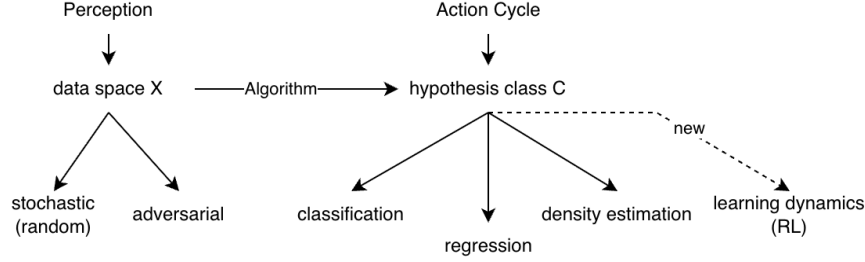 Perception
Action Cycle
data space X
Algorithm
hypothesis class C
new
stochastic
(random)
adversarial
classification
regression
density estimation
learning dynamics
(RL)